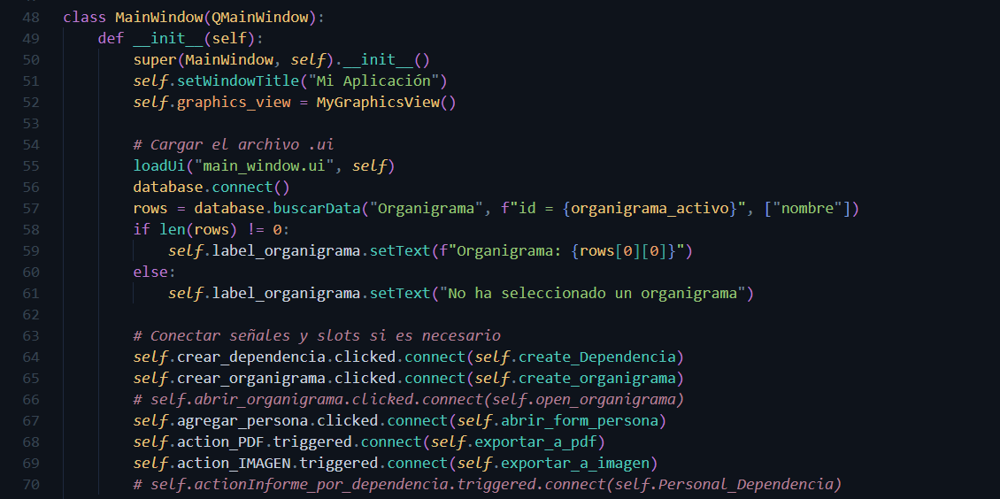 48 class MainWindow(QMainWindow):
49     def __init__(self):
50         super(MainWindow, self).__init__()
51         self.setWindowTitle("Mi Aplicación")
52         self.graphics_view = MyGraphicsView()
53
54         # Cargar el archivo .ui
55         loadUi("main_window.ui", self)
56         database.connect()
57         rows = database.buscarData("Organigrama", f"id = {organigrama_activo}", ["nombre"])
58         if len(rows) != 0:
59             self.label_organigrama.setText(f"Organigrama: {rows[0][0]}")
60         else:
61             self.label_organigrama.setText("No ha seleccionado un organigrama")
62
63         # Conectar señales y slots si es necesario
64         self.crear_dependencia.clicked.connect(self.create_Dependencia)
65         self.crear_organigrama.clicked.connect(self.create_organigrama)
66         # self.abrir_organigrama.clicked.connect(self.open_organigrama)
67         self.agregar_persona.clicked.connect(self.abrir_form_persona)
68         self.action_PDF.triggered.connect(self.exportar_a_pdf)
69         self.action_IMAGEN.triggered.connect(self.exportar_a_imagen)
70         # self.actionInforme_por_dependencia.triggered.connect(self.Personal_Dependencia)